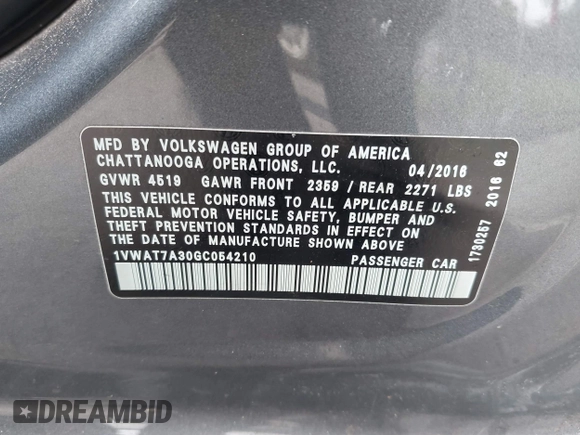 MFD BY VOLKSWAGEN GROUP OF AMERICA
CHATTANOOGA OPERATIONS, LLC. 04/2016
GVWR 4519 GAWR FRONT 2359 / REAR 2271 LBS
THIS VEHICLE CONFORMS TO ALL APPLICABLE U.S.
FEDERAL MOTOR VEHICLE SAFETY, BUMPER AND
THEFT PREVENTION STANDARDS IN EFFECT ON
THE DATE OF MANUFACTURE SHOWN ABOVE
1VWAT7A30GC054210 PASSENGER CAR
1730257 2016 62
DREAMBID